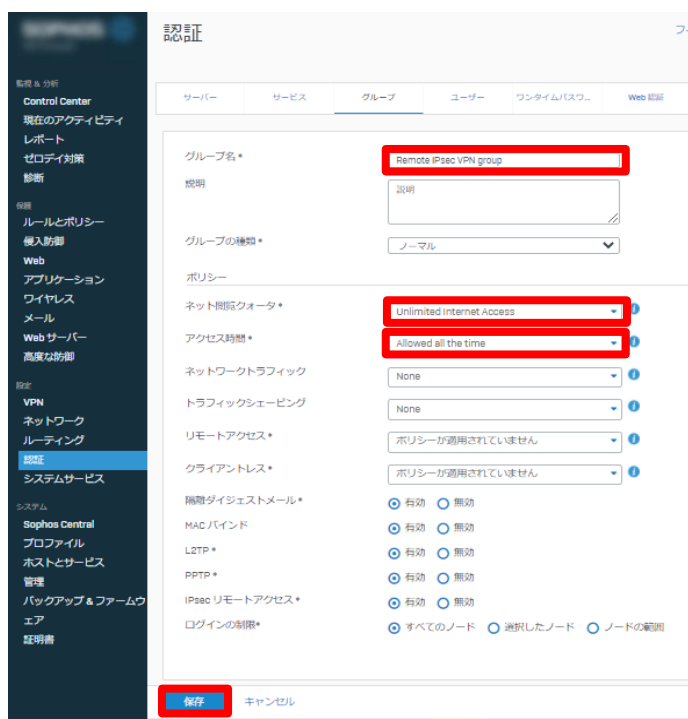 SOPHOS
認証
フィ
監視 & 分析
Control Center
現在のアクティビティ
レポート
ゼロデイ対策
診断
保護
ルールとポリシー
侵入防御
Web
アプリケーション
ワイヤレス
メール
Web サーバー
高度な防御
設定
VPN
ネットワーク
ルーティング
認証
システムサービス
システム
Sophos Central
プロファイル
ホストとサービス
管理
バックアップ & ファームウ
ェア
証明書
サーバー サービス グループ ユーザー ワンタイムパスワ... Web 認証
グループ名 * Remote IPsec VPN group
説明 説明
グループの種類 * ノーマル
ポリシー
ネット閲覧クォータ * Unlimited Internet Access
アクセス時間 * Allowed all the time
ネットワークトラフィック None
トラフィックシェーピング None
リモートアクセス * ポリシーが適用されていません
クライアントレス * ポリシーが適用されていません
隔離ダイジェストメール * 有効 無効
MAC バインド 有効 無効
L2TP * 有効 無効
PPTP * 有効 無効
IPsec リモートアクセス * 有効 無効
ログインの制限* すべてのノード 選択したノード ノードの範囲
保存 キャンセル